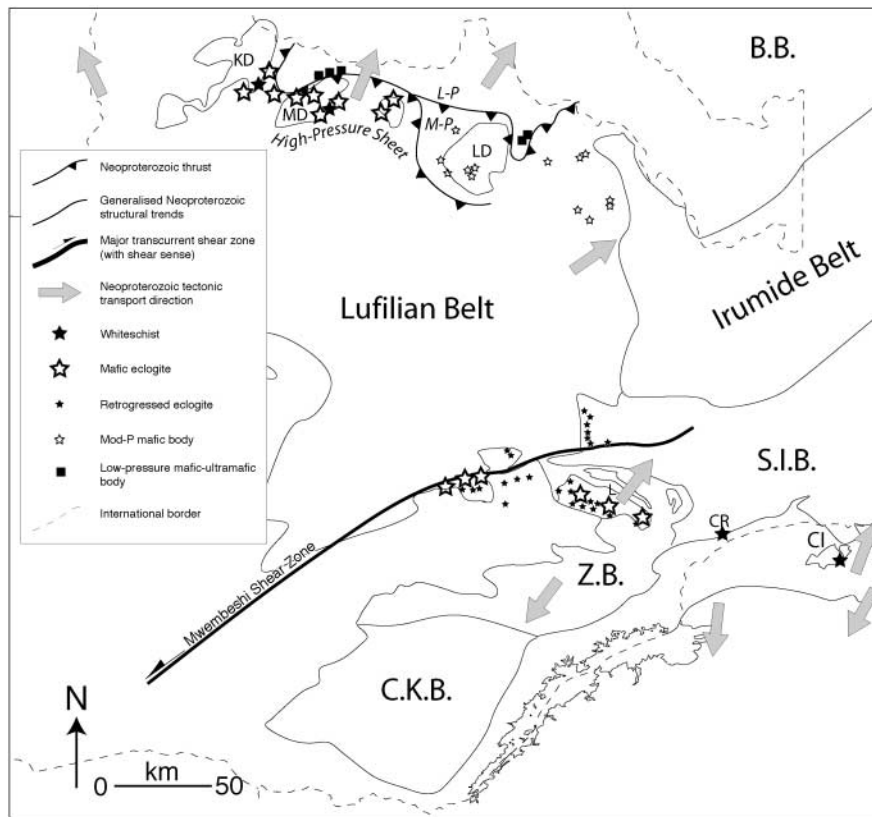 B.B.
KD
L-P
M-P
MD
High-Pressure Sheet
LD
Neoproterozoic thrust
Generalised Neoproterozoic
structural trends
Major transcurrent shear zone
(with shear sense)
Neoproterozoic tectonic
transport direction
Whiteschist
Mafic eclogite
Retrogressed eclogite
Mod-P mafic body
Low-pressure mafic-ultramafic
body
International border
Lufilian Belt
Irumide Belt
S.I.B.
CR
CI
Z.B.
Mwembeshi Shear Zone
C.K.B.
N
km
0 50